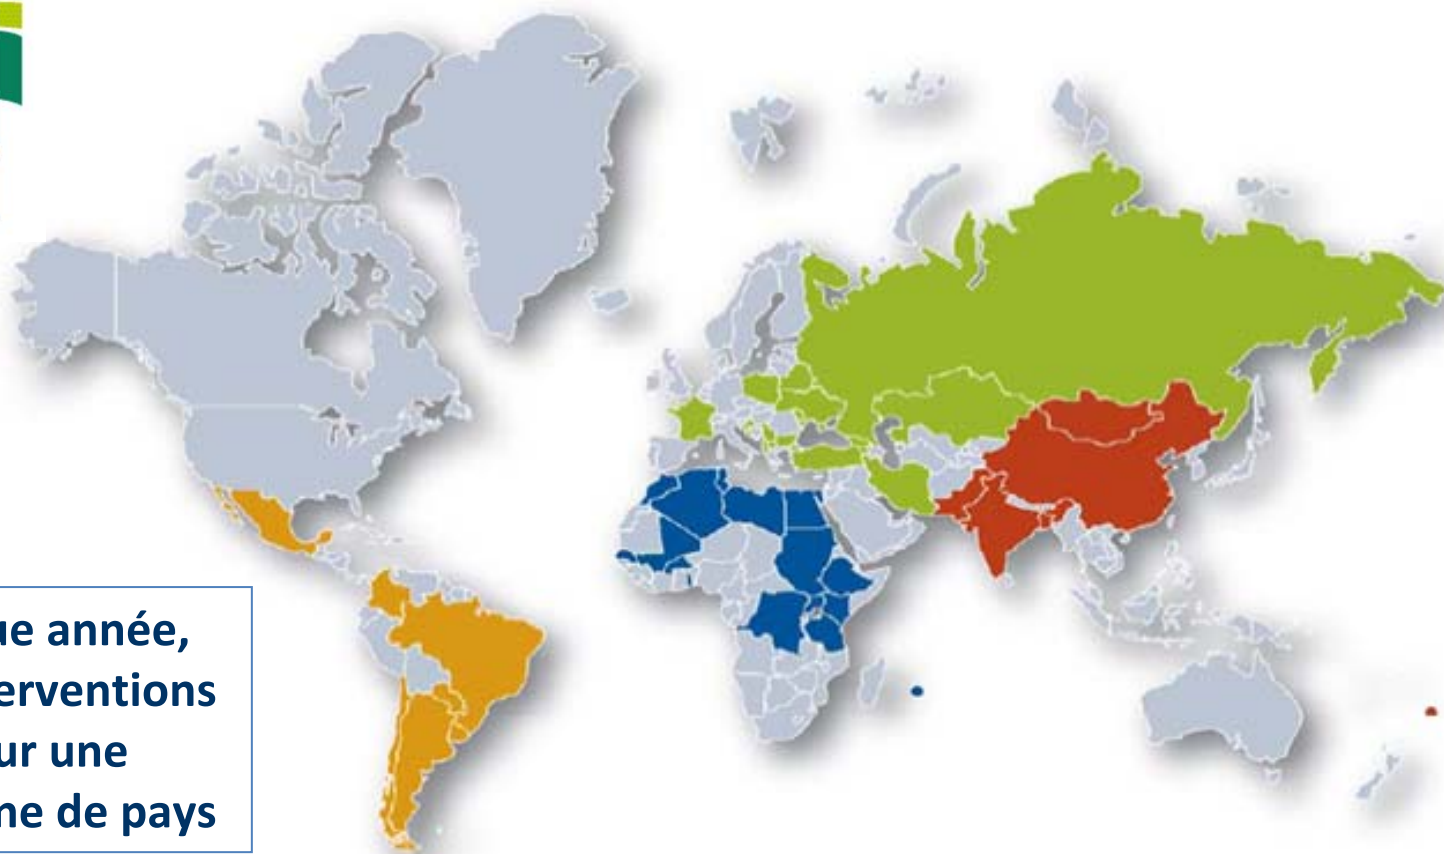 ue année,
erventions
ur une
ne de pays